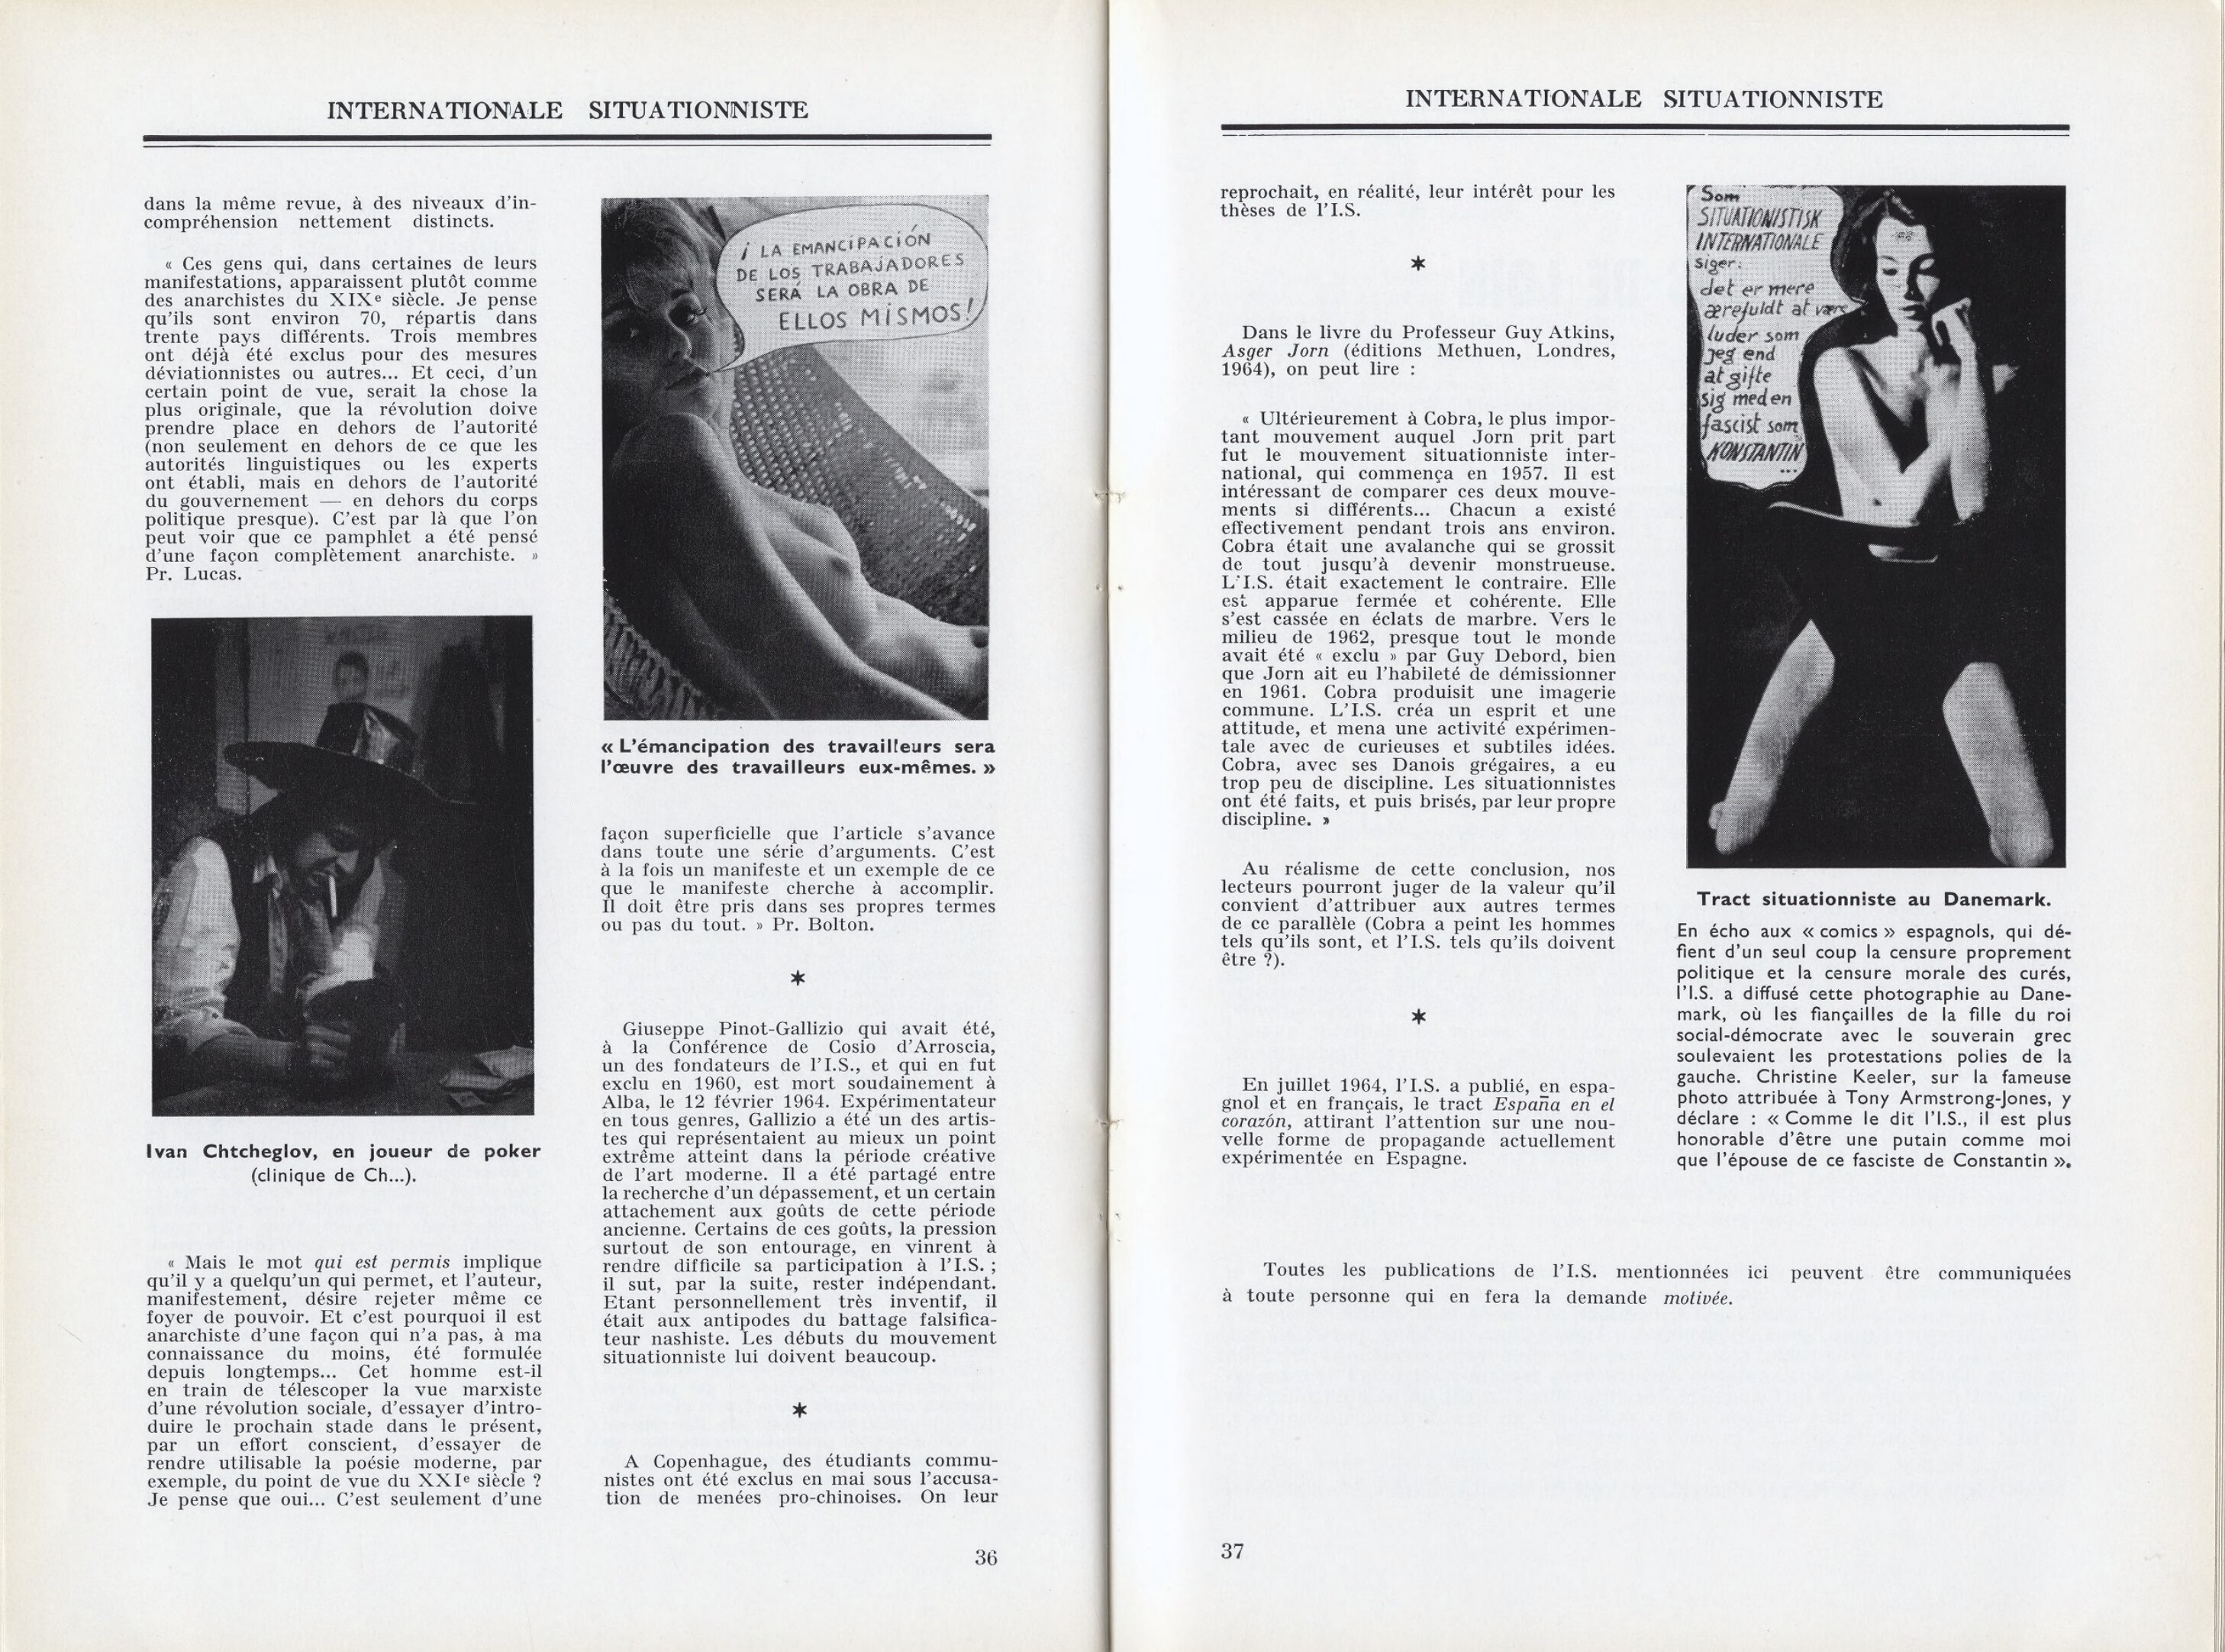 INTERNATIONALE SITUATIONNISTE
dans la même revue, à des niveaux d'in-
compréhension nettement distincts.
« Ces gens qui, dans certaines de leurs
manifestations, apparaissent plutôt comme
des anarchistes du XIXe siècle. Je pense
qu'ils sont environ 70, répartis dans
trente pays différents. Trois membres
ont déjà été exclus pour des mesures
déviationnistes ou autres... Et ceci, d'un
certain point de vue, serait la chose la
plus originale, que la révolution doive
prendre place en dehors de l'autorité
(non seulement en dehors de ce que les
autorités linguistiques ou les experts
ont établi, mais en dehors de l'autorité
du gouvernement — en dehors du corps
politique presque). C'est par là que l'on
peut voir que ce pamphlet a été pensé
d'une façon complètement anarchiste. »
Pr. Lucas.
Ivan Chtcheglov, en joueur de poker
(clinique de Ch...).
« Mais le mot qui est permis implique
qu'il y a quelqu'un qui permet, et l'auteur,
manifestement, désire rejeter même ce
foyer de pouvoir. Et c'est pourquoi il est
anarchiste d'une façon qui n'a pas, à ma
connaissance du moins, été formulée
depuis longtemps... Cet homme est-il
en train de télescoper la vue marxiste
d'une révolution sociale, d'essayer d'intro-
duire le prochain stade dans le présent,
par un effort conscient, d'essayer de
rendre utilisable la poésie moderne, par
exemple, du point de vue du XXIe siècle ?
Je pense que oui... C'est seulement d'une
¡ LA EMANCIPACIÓN
DE LOS TRABAJADORES
SERÁ LA OBRA DE
ELLOS MISMOS!
« L'émancipation des travailleurs sera
l'œuvre des travailleurs eux-mêmes. »
façon superficielle que l'article s'avance
dans toute une série d'arguments. C'est
à la fois un manifeste et un exemple de ce
que le manifeste cherche à accomplir.
Il doit être pris dans ses propres termes
ou pas du tout. » Pr. Bolton.
*
Giuseppe Pinot-Gallizio qui avait été,
à la Conférence de Cosio d'Arroscia,
un des fondateurs de l'I.S., et qui en fut
exclu en 1960, est mort soudainement à
Alba, le 12 février 1964. Expérimentateur
en tous genres, Gallizio a été un des artis-
tes qui représentaient au mieux un point
extrême atteint dans la période créative
de l'art moderne. Il a été partagé entre
la recherche d'un dépassement, et un certain
attachement aux goûts de cette période
ancienne. Certains de ces goûts, la pression
surtout de son entourage, en vinrent à
rendre difficile sa participation à l'I.S. ;
il sut, par la suite, rester indépendant.
Etant personnellement très inventif, il
était aux antipodes du battage falsifica-
teur nashiste. Les débuts du mouvement
situationniste lui doivent beaucoup.
*
A Copenhague, des étudiants commu-
nistes ont été exclus en mai sous l'accusa-
tion de menées pro-chinoises. On leur
36
INTERNATIONALE SITUATIONNISTE
reprochait, en réalité, leur intérêt pour les
thèses de l'I.S.
*
Dans le livre du Professeur Guy Atkins,
Asger Jorn (éditions Methuen, Londres,
1964), on peut lire :
« Ultérieurement à Cobra, le plus impor-
tant mouvement auquel Jorn prit part
fut le mouvement situationniste inter-
national, qui commença en 1957. Il est
intéressant de comparer ces deux mouve-
ments si différents... Chacun a existé
effectivement pendant trois ans environ.
Cobra était une avalanche qui se grossit
de tout jusqu'à devenir monstrueuse.
L'I.S. était exactement le contraire. Elle
est apparue fermée et cohérente. Elle
s'est cassée en éclats de marbre. Vers le
milieu de 1962, presque tout le monde
avait été « exclu » par Guy Debord, bien
que Jorn ait eu l'habileté de démissionner
en 1961. Cobra produisit une imagerie
commune. L'I.S. créa un esprit et une
attitude, et mena une activité expérimen-
tale avec de curieuses et subtiles idées.
Cobra, avec ses Danois grégaires, a eu
trop peu de discipline. Les situationnistes
ont été faits, et puis brisés, par leur propre
discipline. »
Au réalisme de cette conclusion, nos
lecteurs pourront juger de la valeur qu'il
convient d'attribuer aux autres termes
de ce parallèle (Cobra a peint les hommes
tels qu'ils sont, et l'I.S. tels qu'ils doivent
être ?).
*
En juillet 1964, l'I.S. a publié, en espa-
gnol et en français, le tract España en el
corazón, attirant l'attention sur une nou-
velle forme de propagande actuellement
expérimentée en Espagne.
Som
SITUATIONISTISK
INTERNATIONALE
siger:
det er mere
ærefuldt at være
luder som
jeg end
at gifte
sig med en
fascist som
KONSTANTIN
...
Tract situationniste au Danemark.
En écho aux « comics » espagnols, qui dé-
fient d'un seul coup la censure proprement
politique et la censure morale des curés,
l'I.S. a diffusé cette photographie au Dane-
mark, où les fiançailles de la fille du roi
social-démocrate avec le souverain grec
soulevaient les protestations polies de la
gauche. Christine Keeler, sur la fameuse
photo attribuée à Tony Armstrong-Jones, y
déclare : « Comme le dit l'I.S., il est plus
honorable d'être une putain comme moi
que l'épouse de ce fasciste de Constantin ».
Toutes les publications de l'I.S. mentionnées ici peuvent être communiquées
à toute personne qui en fera la demande motivée.
37